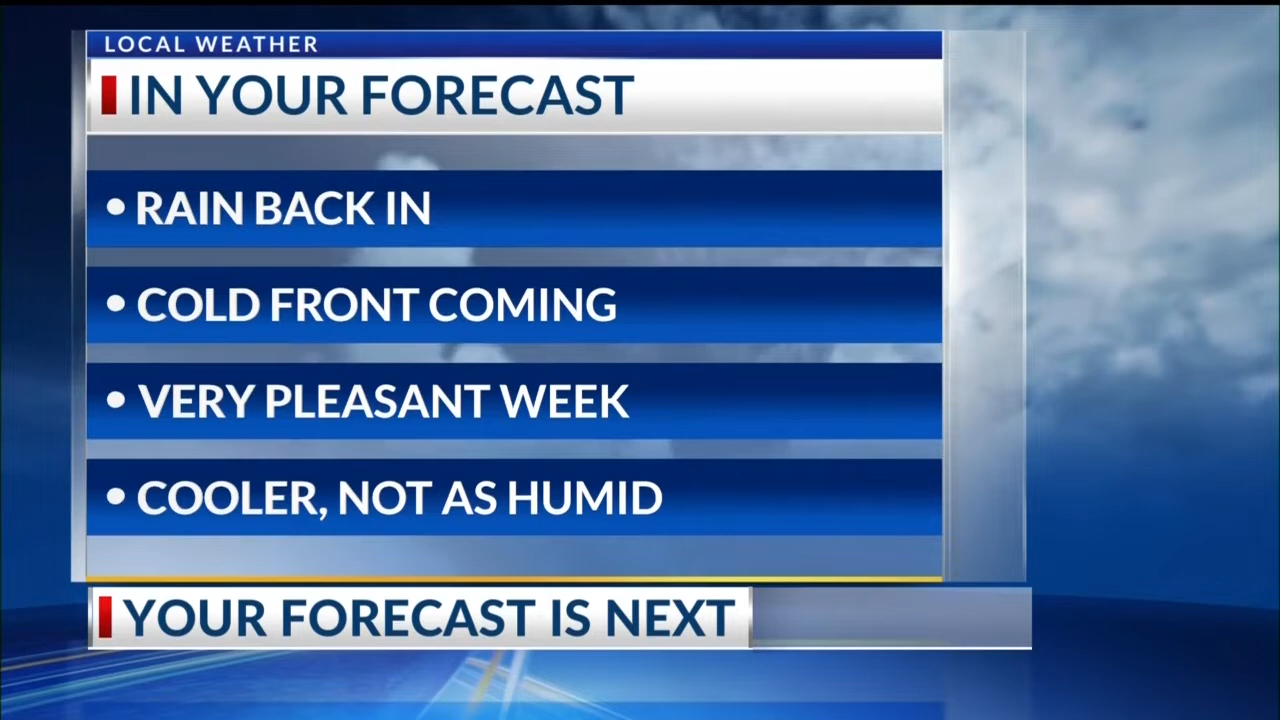 LOCAL WEATHER
IN YOUR FORECAST
• RAIN BACK IN
• COLD FRONT COMING
• VERY PLEASANT WEEK
• COOLER, NOT AS HUMID
YOUR FORECAST IS NEXT